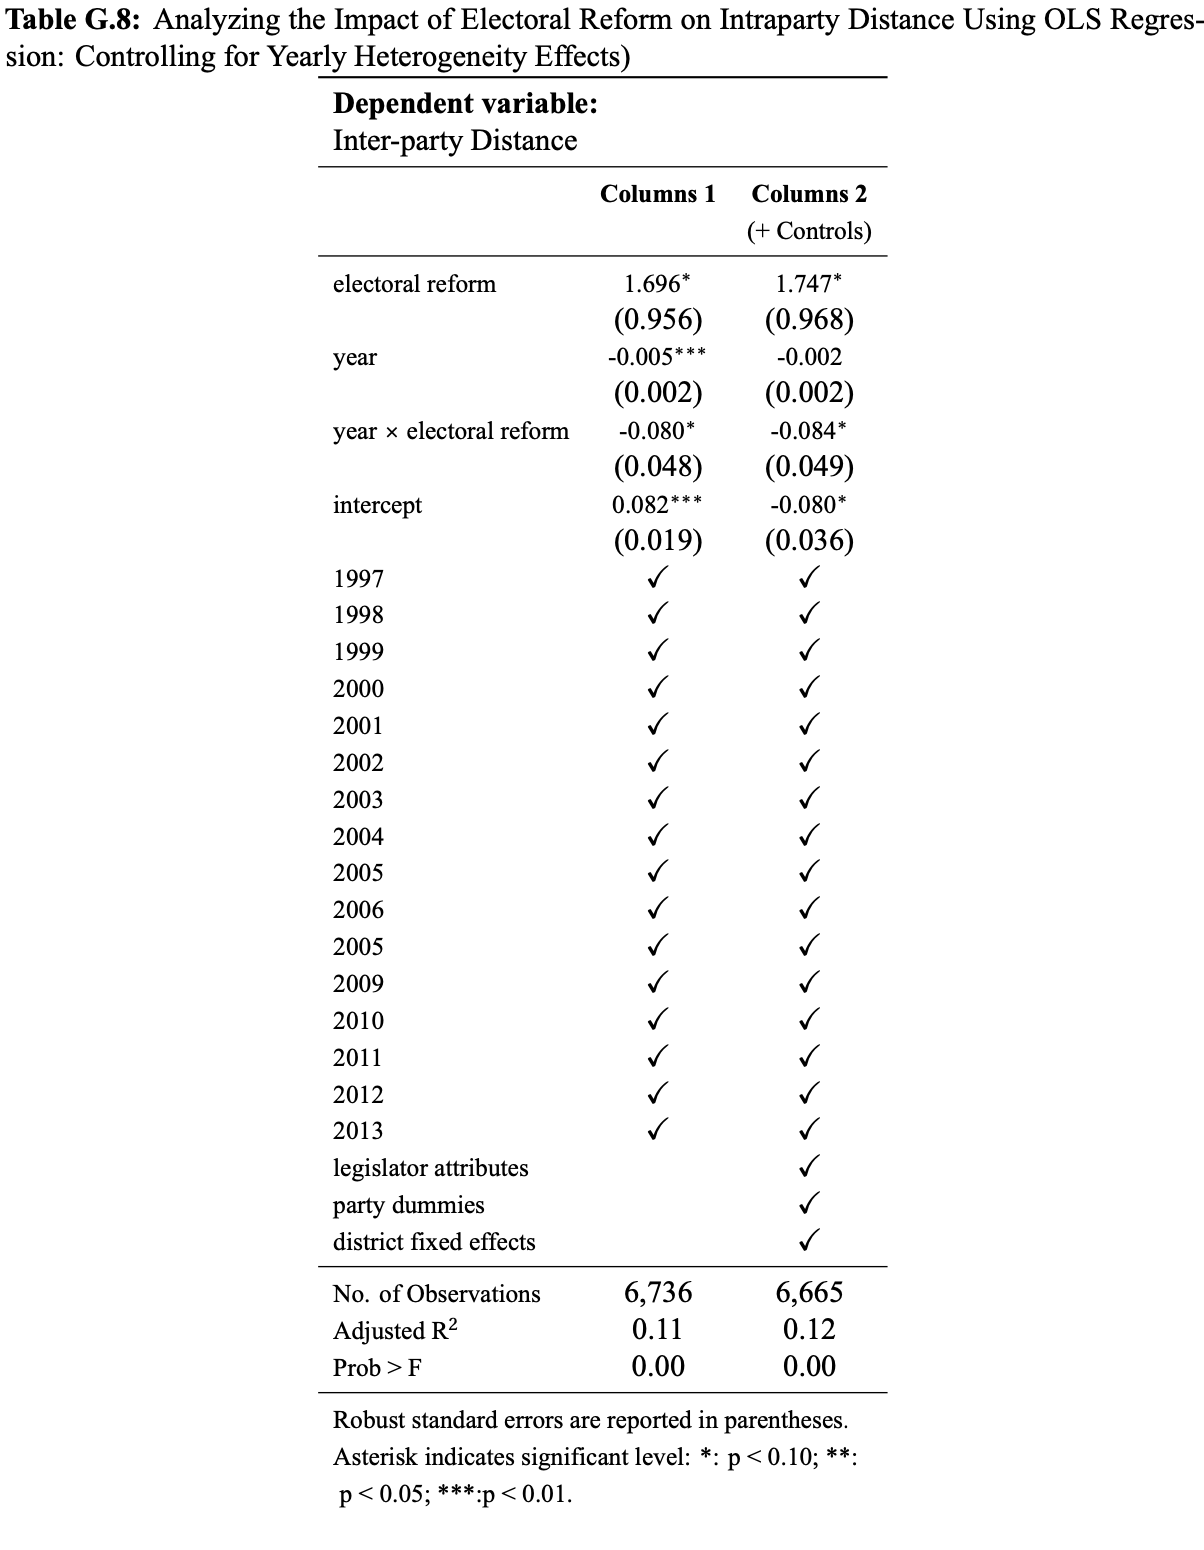 Table G.8: Analyzing the Impact of Electoral Reform on Intraparty Distance Using OLS Regres-
sion: Controlling for Yearly Heterogeneity Effects)
Dependent variable:
Inter-party Distance
Columns 1 Columns 2
(+ Controls)
electoral reform 1.696* 1.747*
(0.956) (0.968)
year -0.005*** -0.002
(0.002) (0.002)
year × electoral reform -0.080* -0.084*
(0.048) (0.049)
intercept 0.082*** -0.080*
(0.019) (0.036)
1997 ✓ ✓
1998 ✓ ✓
1999 ✓ ✓
2000 ✓ ✓
2001 ✓ ✓
2002 ✓ ✓
2003 ✓ ✓
2004 ✓ ✓
2005 ✓ ✓
2006 ✓ ✓
2005 ✓ ✓
2009 ✓ ✓
2010 ✓ ✓
2011 ✓ ✓
2012 ✓ ✓
2013 ✓ ✓
legislator attributes ✓
party dummies ✓
district fixed effects ✓
No. of Observations 6,736 6,665
Adjusted R² 0.11 0.12
Prob > F 0.00 0.00
Robust standard errors are reported in parentheses.
Asterisk indicates significant level: *: p < 0.10; **:
p < 0.05; ***:p < 0.01.